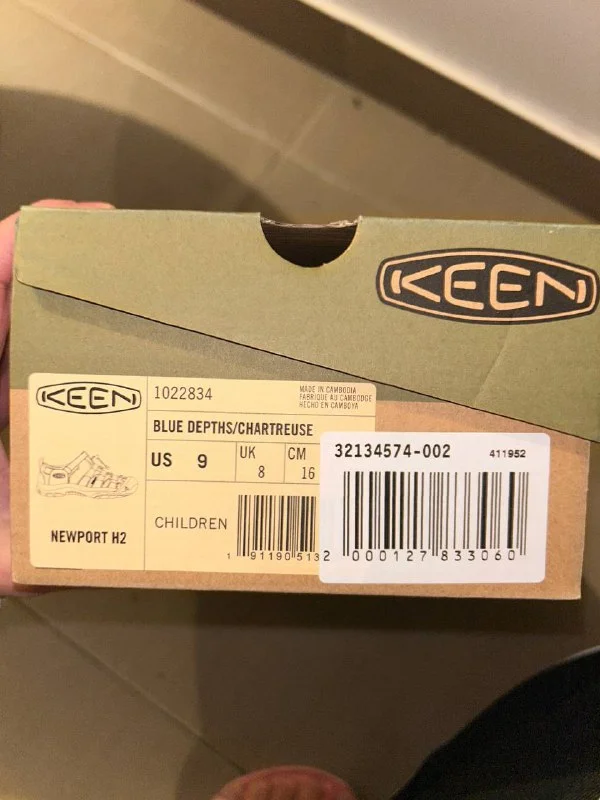 KEEN
KEEN
1022834
MADE IN CAMBODIA
FABRIQUE AU CAMBODGE
HECHO EN CAMBOYA
BLUE DEPTHS/CHARTREUSE
US 9
UK 8
CM 16
NEWPORT H2
CHILDREN
1 91190 5132
32134574-002
411952
2 000127 833060